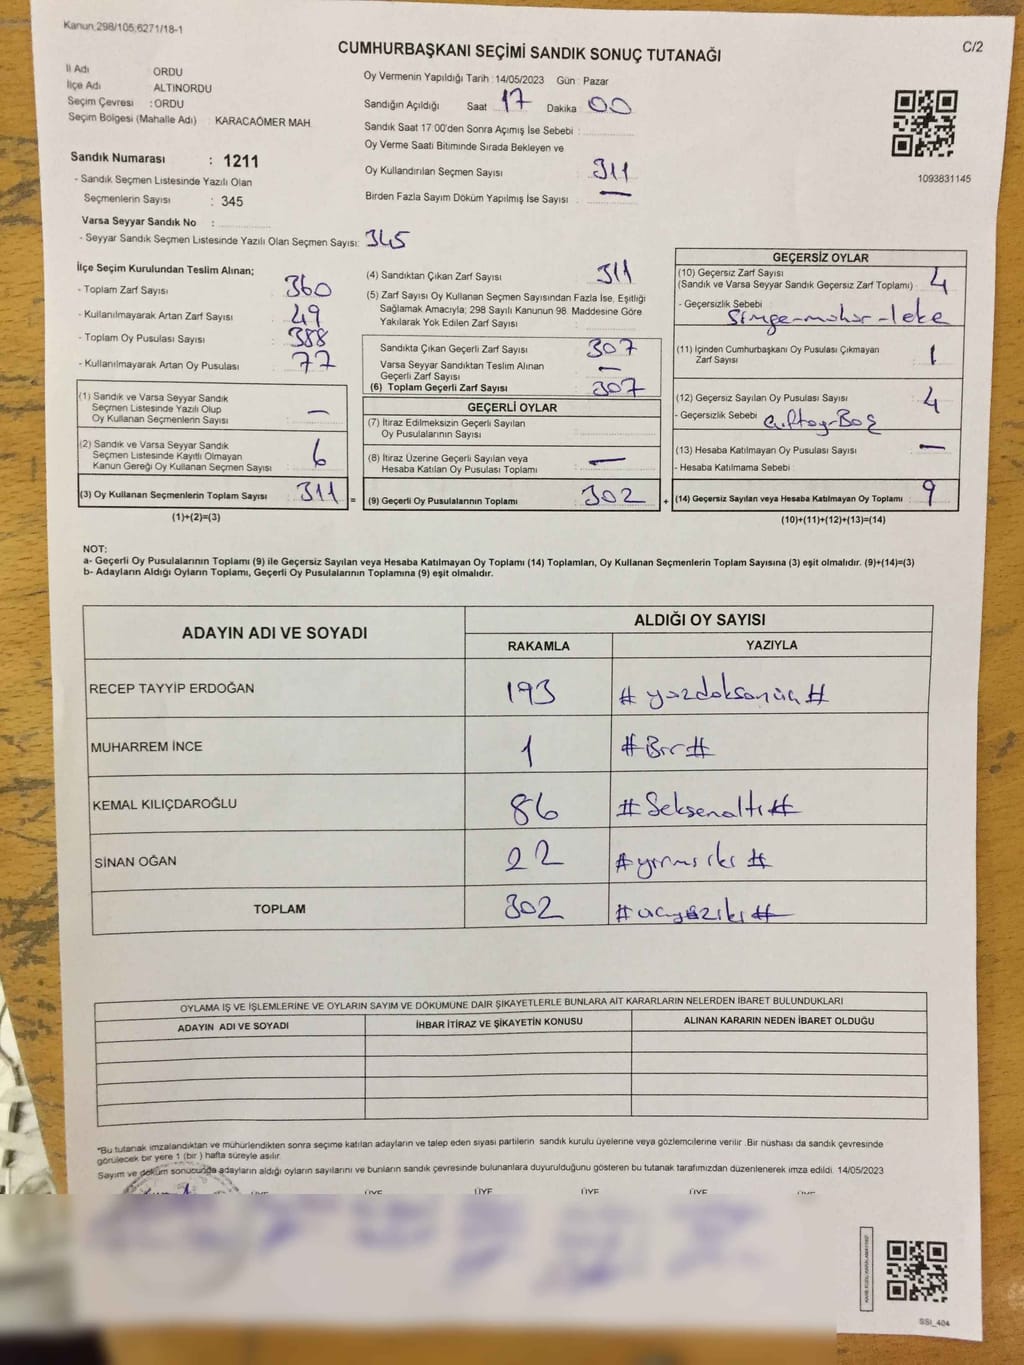 Kanun 298/105,6271/18-1
C/2
CUMHURBAŞKANI SEÇİMİ SANDIK SONUÇ TUTANAĞI
İl Adı ORDU
İlçe Adı ALTINORDU
Seçim Çevresi : ORDU
Seçim Bölgesi (Mahalle Adı) : KARACAÖMER MAH
Sandık Numarası : 1211
- Sandık Seçmen Listesinde Yazılı Olan
Seçmenlerin Sayısı : 345
Varsa Seyyar Sandık No :
- Seyyar Sandık Seçmen Listesinde Yazılı Olan Seçmen Sayısı: 345
Oy Vermenin Yapıldığı Tarih : 14/05/2023 Gün : Pazar
Sandığın Açıldığı Saat 17 Dakika 00
Sandık Saat 17 00'den Sonra Açımış İse Sebebi :
Oy Verme Saati Bitiminde Sırada Bekleyen ve
Oy Kullandırılan Seçmen Sayısı : 311
Birden Fazla Sayım Döküm Yapılmış İse Sayısı : —
1093831145
İlçe Seçim Kurulundan Teslim Alınan;
- Toplam Zarf Sayısı : 360
- Kullanılmayarak Artan Zarf Sayısı : 49
- Toplam Oy Pusulası Sayısı : 388
- Kullanılmayarak Artan Oy Pusulası : 77
(1) Sandık ve Varsa Seyyar Sandık
Seçmen Listesinde Yazılı Olup
Oy Kullanan Seçmenlerin Sayısı : —
(2) Sandık ve Varsa Seyyar Sandık
Seçmen Listesinde Kayıtlı Olmayan
Kanun Gereği Oy Kullanan Seçmen Sayısı : 6
(3) Oy Kullanan Seçmenlerin Toplam Sayısı : 311 =
(1)+(2)=(3)
(4) Sandıktan Çıkan Zarf Sayısı : 311
(5) Zarf Sayısı Oy Kullanan Seçmen Sayısından Fazla İse, Eşitliği
Sağlamak Amacıyla; 298 Sayılı Kanunun 98. Maddesine Göre
Yakılarak Yok Edilen Zarf Sayısı :
Sandıkta Çıkan Geçerli Zarf Sayısı : 307
Varsa Seyyar Sandıktan Teslim Alınan
Geçerli Zarf Sayısı : —
(6) Toplam Geçerli Zarf Sayısı : 307
GEÇERLİ OYLAR
(7) İtiraz Edilmeksizin Geçerli Sayılan
Oy Pusulalarının Sayısı :
(8) İtiraz Üzerine Geçerli Sayılan veya
Hesaba Katılan Oy Pusulası Toplamı : —
(9) Geçerli Oy Pusulalarının Toplamı : 302 +
GEÇERSİZ OYLAR
(10) Geçersiz Zarf Sayısı
(Sandık ve Varsa Seyyar Sandık Geçersiz Zarf Toplamı) : 4
- Geçersizlik Sebebi : Simge-mühür-leke
(11) İçinden Cumhurbaşkanı Oy Pusulası Çıkmayan
Zarf Sayısı : 1
(12) Geçersiz Sayılan Oy Pusulası Sayısı : 4
- Geçersizlik Sebebi : Çift oy-Boş
(13) Hesaba Katılmayan Oy Pusulası Sayısı : —
- Hesaba Katılmama Sebebi :
(14) Geçersiz Sayılan veya Hesaba Katılmayan Oy Toplamı : 9
(10)+(11)+(12)+(13)=(14)
NOT:
a- Geçerli Oy Pusulalarının Toplamı (9) ile Geçersiz Sayılan veya Hesaba Katılmayan Oy Toplamı (14) Toplamları, Oy Kullanan Seçmenlerin Toplam Sayısına (3) eşit olmalıdır. (9)+(14)=(3)
b- Adayların Aldığı Oyların Toplamı, Geçerli Oy Pusulalarının Toplamına (9) eşit olmalıdır.
ADAYIN ADI VE SOYADI
ALDIĞI OY SAYISI
RAKAMLA YAZIYLA
RECEP TAYYİP ERDOĞAN 193 # yüzdoksanüç #
MUHARREM İNCE 1 # Bir #
KEMAL KILIÇDAROĞLU 86 # Seksenaltı #
SİNAN OĞAN 22 # yirmi iki #
TOPLAM 302 # üçyüziki #
OYLAMA İŞ VE İŞLEMLERİNE VE OYLARIN SAYIM VE DÖKÜMÜNE DAİR ŞİKAYETLERLE BUNLARA AİT KARARLARIN NELERDEN İBARET BULUNDUKLARI
ADAYIN ADI VE SOYADI İHBAR İTİRAZ VE ŞİKAYETİN KONUSU ALINAN KARARIN NEDEN İBARET OLDUĞU
"Bu tutanak imzalandıktan ve mühürlendikten sonra seçime katılan adayların ve talep eden siyasi partilerin sandık kurulu üyelerine veya gözlemcilerine verilir .Bir nüshası da sandık çevresinde
görülecek bir yere 1 (bir ) hafta süreyle asılır.
Sayım ve döküm sonucunda adayların aldığı oyların sayılarını ve bunların sandık çevresinde bulunanlara duyurulduğunu gösteren bu tutanak tarafımızdan düzenlenerek imza edildi. 14/05/2023
ÜYE ÜYE ÜYE ÜYE
SSİ_404